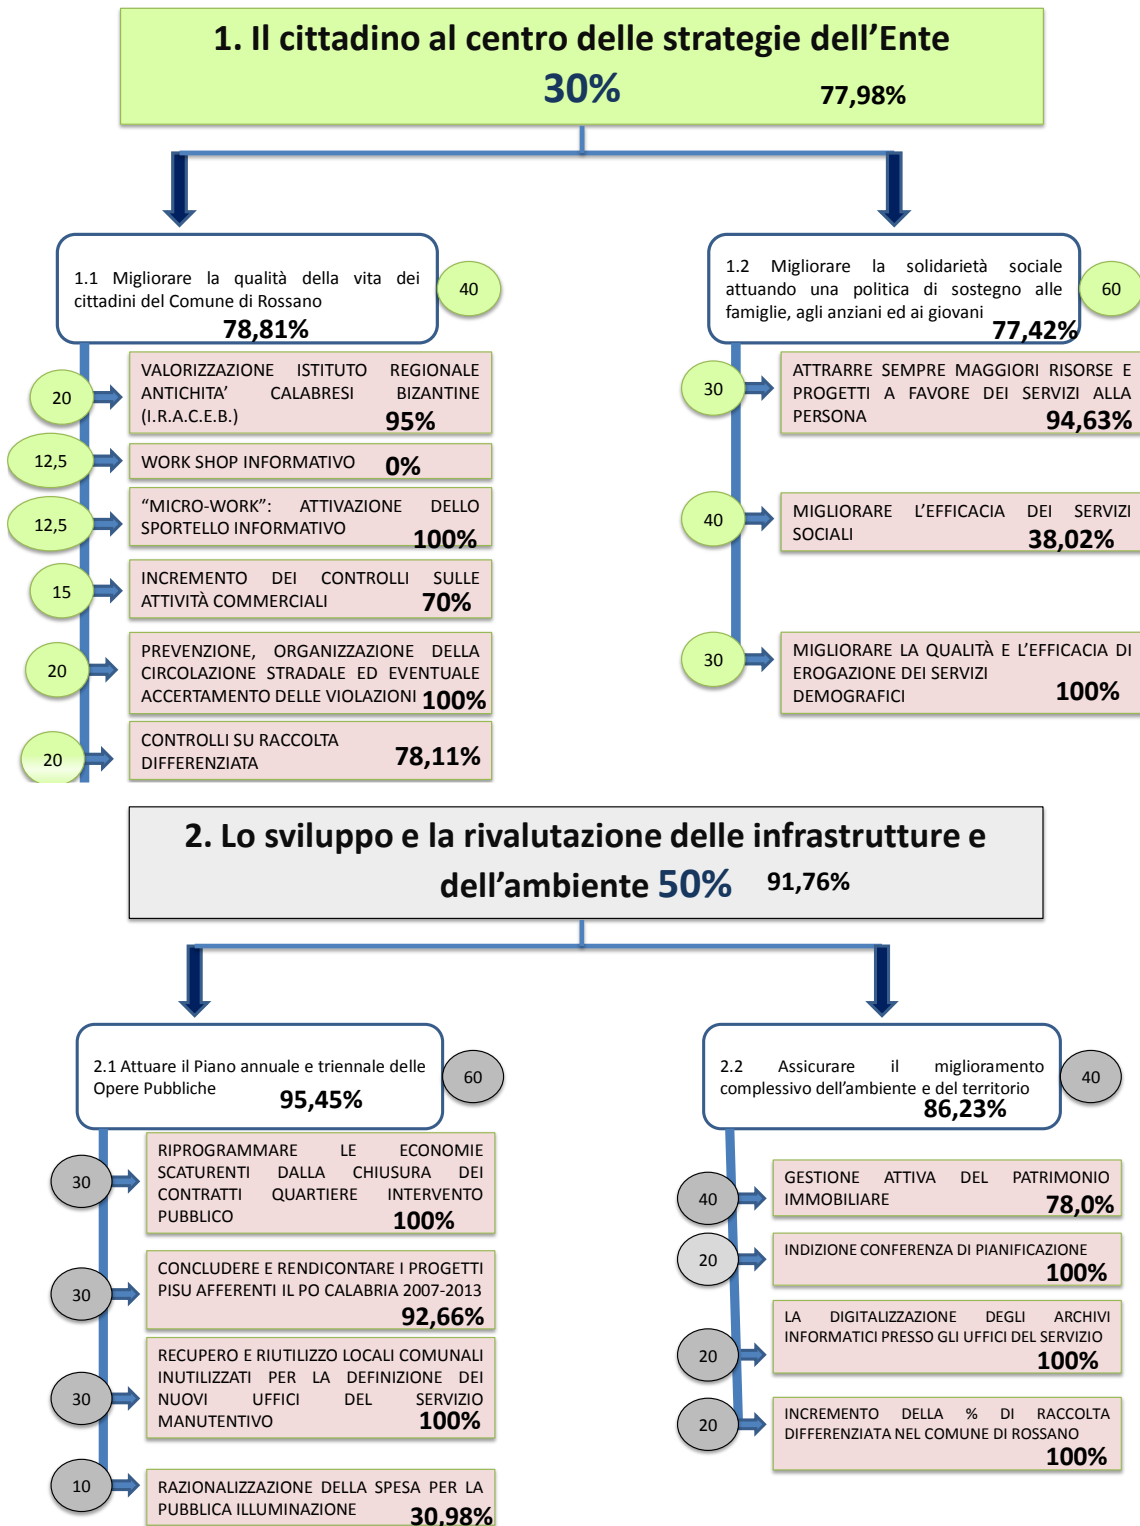 1. Il cittadino al centro delle strategie dell'Ente
30% 77,98%
1.1 Migliorare la qualità della vita dei
cittadini del Comune di Rossano
78,81%
40
20
VALORIZZAZIONE ISTITUTO REGIONALE
ANTICHITA' CALABRESI BIZANTINE
(I.R.A.C.E.B.) 95%
12,5
WORK SHOP INFORMATIVO 0%
12,5
“MICRO-WORK”: ATTIVAZIONE DELLO
SPORTELLO INFORMATIVO 100%
15
INCREMENTO DEI CONTROLLI SULLE
ATTIVITÀ COMMERCIALI 70%
20
PREVENZIONE, ORGANIZZAZIONE DELLA
CIRCOLAZIONE STRADALE ED EVENTUALE
ACCERTAMENTO DELLE VIOLAZIONI 100%
20
CONTROLLI SU RACCOLTA
DIFFERENZIATA 78,11%
1.2 Migliorare la solidarietà sociale
attuando una politica di sostegno alle
famiglie, agli anziani ed ai giovani 77,42%
60
30
ATTRARRE SEMPRE MAGGIORI RISORSE E
PROGETTI A FAVORE DEI SERVIZI ALLA
PERSONA 94,63%
40
MIGLIORARE L'EFFICACIA DEI SERVIZI
SOCIALI 38,02%
30
MIGLIORARE LA QUALITÀ E L'EFFICACIA DI
EROGAZIONE DEI SERVIZI
DEMOGRAFICI 100%
2. Lo sviluppo e la rivalutazione delle infrastrutture e
dell'ambiente 50% 91,76%
2.1 Attuare il Piano annuale e triennale delle
Opere Pubbliche 95,45%
60
30
RIPROGRAMMARE LE ECONOMIE
SCATURENTI DALLA CHIUSURA DEI
CONTRATTI QUARTIERE INTERVENTO
PUBBLICO 100%
30
CONCLUDERE E RENDICONTARE I PROGETTI
PISU AFFERENTI IL PO CALABRIA 2007-2013
92,66%
30
RECUPERO E RIUTILIZZO LOCALI COMUNALI
INUTILIZZATI PER LA DEFINIZIONE DEI
NUOVI UFFICI DEL SERVIZIO
MANUTENTIVO 100%
10
RAZIONALIZZAZIONE DELLA SPESA PER LA
PUBBLICA ILLUMINAZIONE 30,98%
2.2 Assicurare il miglioramento
complessivo dell'ambiente e del territorio
86,23%
40
40
GESTIONE ATTIVA DEL PATRIMONIO
IMMOBILIARE 78,0%
20
INDIZIONE CONFERENZA DI PIANIFICAZIONE
100%
20
LA DIGITALIZZAZIONE DEGLI ARCHIVI
INFORMATICI PRESSO GLI UFFICI DEL SERVIZIO
100%
20
INCREMENTO DELLA % DI RACCOLTA
DIFFERENZIATA NEL COMUNE DI ROSSANO
100%